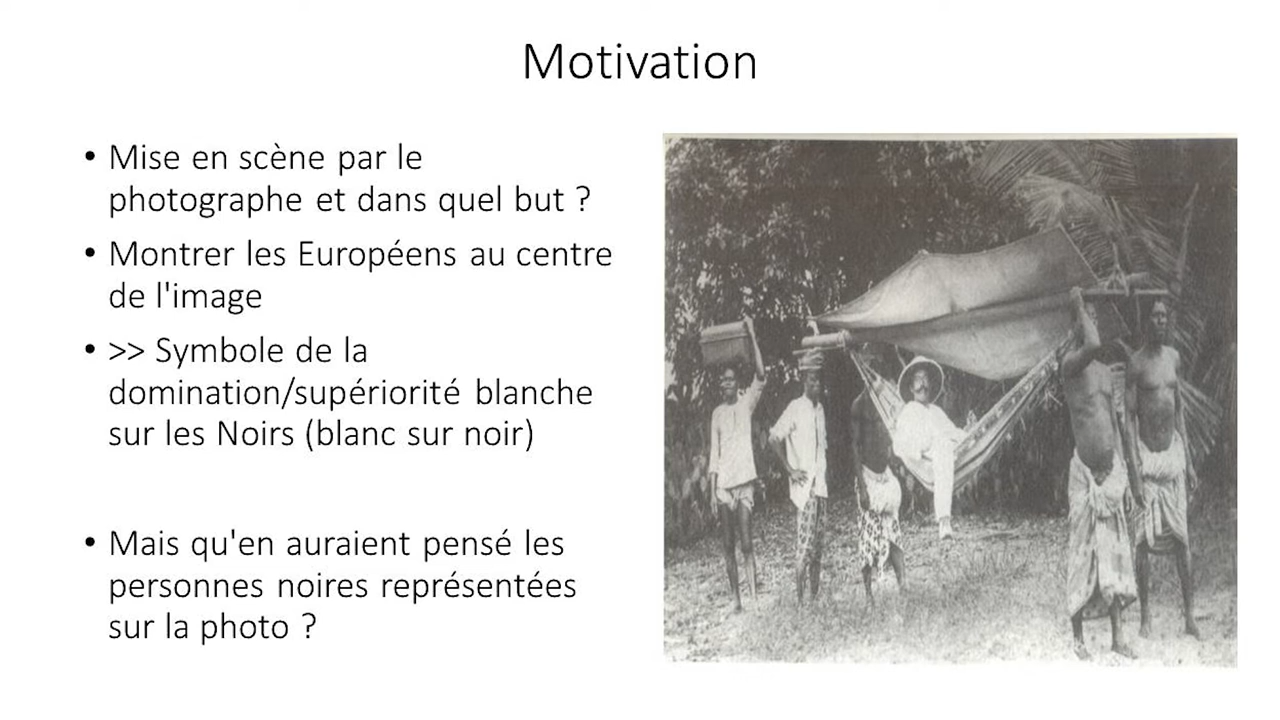 Motivation
• Mise en scène par le
photographe et dans quel but ?
• Montrer les Européens au centre
de l'image
• >> Symbole de la
domination/supériorité blanche
sur les Noirs (blanc sur noir)
• Mais qu'en auraient pensé les
personnes noires représentées
sur la photo ?